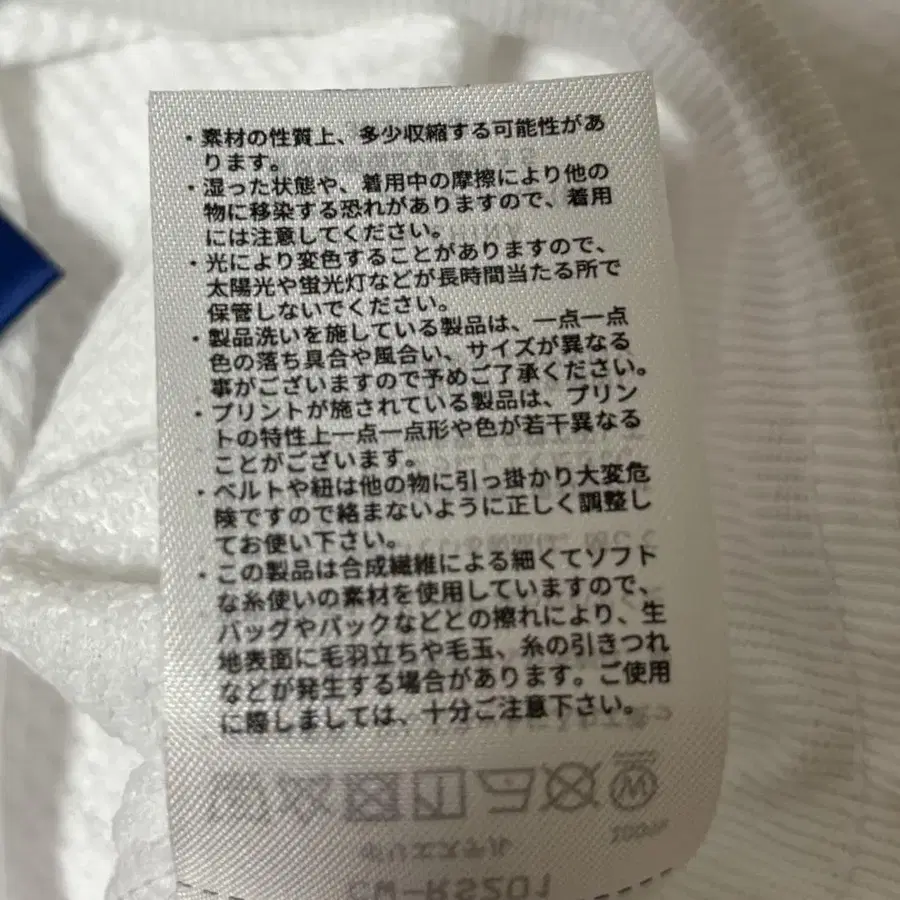 ・素材の性質上、多少収縮する可能性があ
ります。
・湿った状態や、着用中の摩擦により他の
物に移染する恐れがありますので、着用
には注意してください。
・光により変色することがありますので、
太陽光や蛍光灯などが長時間当たる所で
保管しないでください。
・製品洗いを施している製品は、一点一点
色の落ち具合や風合い、サイズが異なる
事がございますので予めご了承ください。
・プリントが施されている製品は、プリン
トの特性上一点一点形や色が若干異なる
ことがございます。
・ベルトや紐は他の物に引っ掛かり大変危
険ですので絡まないように正しく調整し
てお使い下さい。
・この製品は合成繊維による細くてソフト
な糸使いの素材を使用していますので、
バッグやバックなどとの擦れにより、生
地表面に毛羽立ちや毛玉、糸の引きつれ
などが発生する場合があります。ご使用
に際しましては、十分ご注意下さい。
W
100%
ポリエステル
CW-RS201